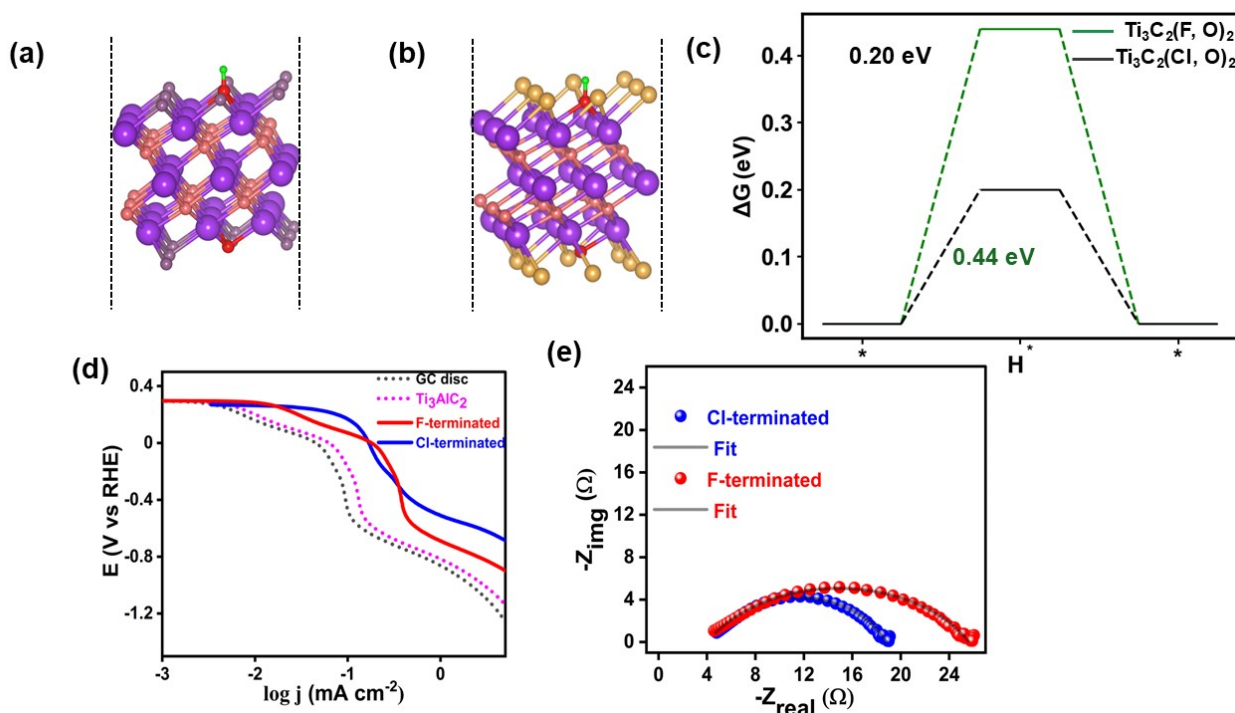 (a)
(b)
(c)
Ti₃C₂(F, O)₂
Ti₃C₂(Cl, O)₂
0.20 eV
0.44 eV
ΔG (eV)
0.4
0.3
0.2
0.1
0.0
*
H*
*
(d)
GC disc
Ti₃AlC₂
F-terminated
Cl-terminated
E (V vs RHE)
0.4
0
-0.4
-0.8
-1.2
-3
-2
-1
0
log j (mA cm⁻²)
(e)
Cl-terminated
Fit
F-terminated
Fit
-Zimg (Ω)
24
20
16
12
8
4
0
0
4
8
12
16
20
24
-Zreal (Ω)